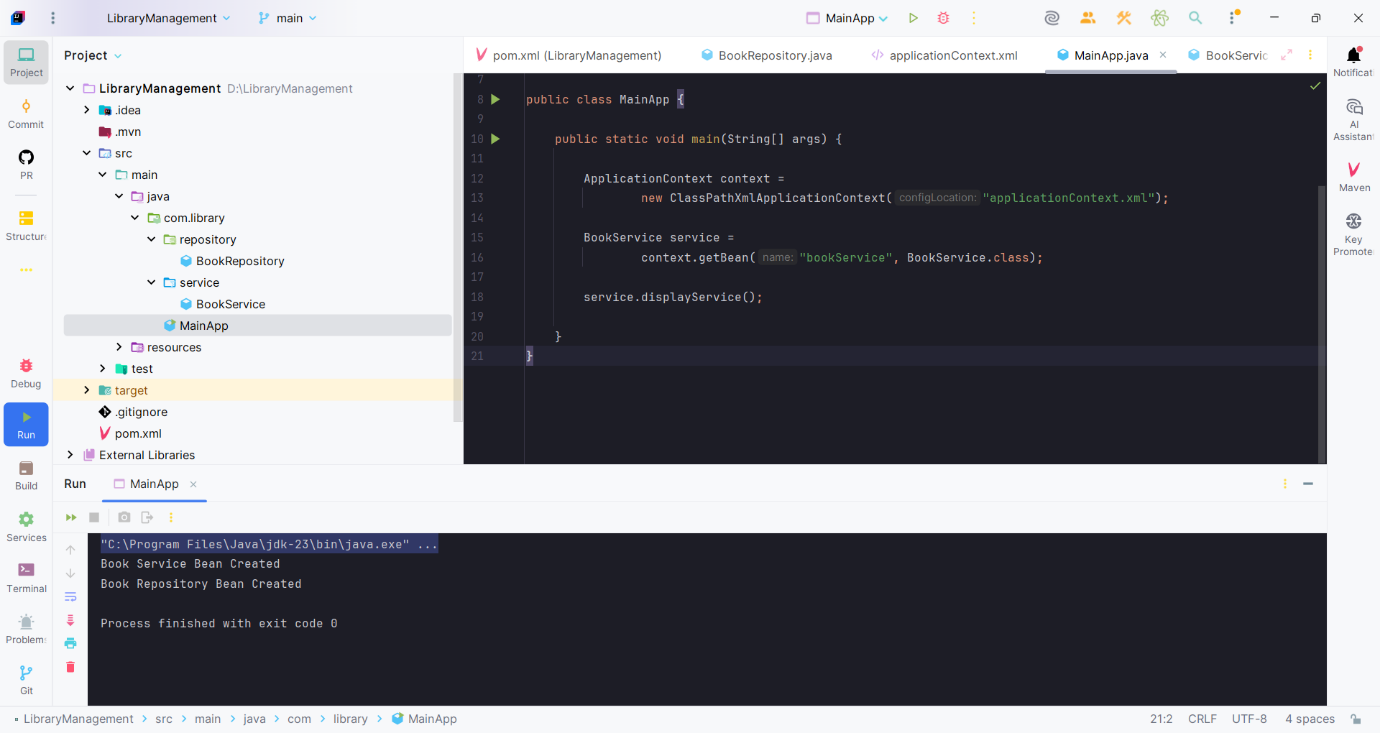 LibraryManagement
main
MainApp
Project
Commit
PR
Structur
Debug
Run
Build
Services
Terminal
Problems
Git
Project
LibraryManagement D:\LibraryManagement
.idea
.mvn
src
main
java
com.library
repository
BookRepository
service
BookService
MainApp
resources
test
target
.gitignore
pom.xml
External Libraries
pom.xml (LibraryManagement)
BookRepository.java
applicationContext.xml
MainApp.java
BookServic
7
8 public class MainApp {
9
10 public static void main(String[] args) {
11
12 ApplicationContext context =
13 new ClassPathXmlApplicationContext( configLocation: "applicationContext.xml");
14
15 BookService service =
16 context.getBean( name: "bookService", BookService.class);
17
18 service.displayService();
19
20 }
21 }
Notificati
AI
Assistant
Maven
Key
Promote
Run
MainApp
"C:\Program Files\Java\jdk-23\bin\java.exe" ...
Book Service Bean Created
Book Repository Bean Created
Process finished with exit code 0
LibraryManagement > src > main > java > com > library > MainApp
21:2 CRLF UTF-8 4 spaces